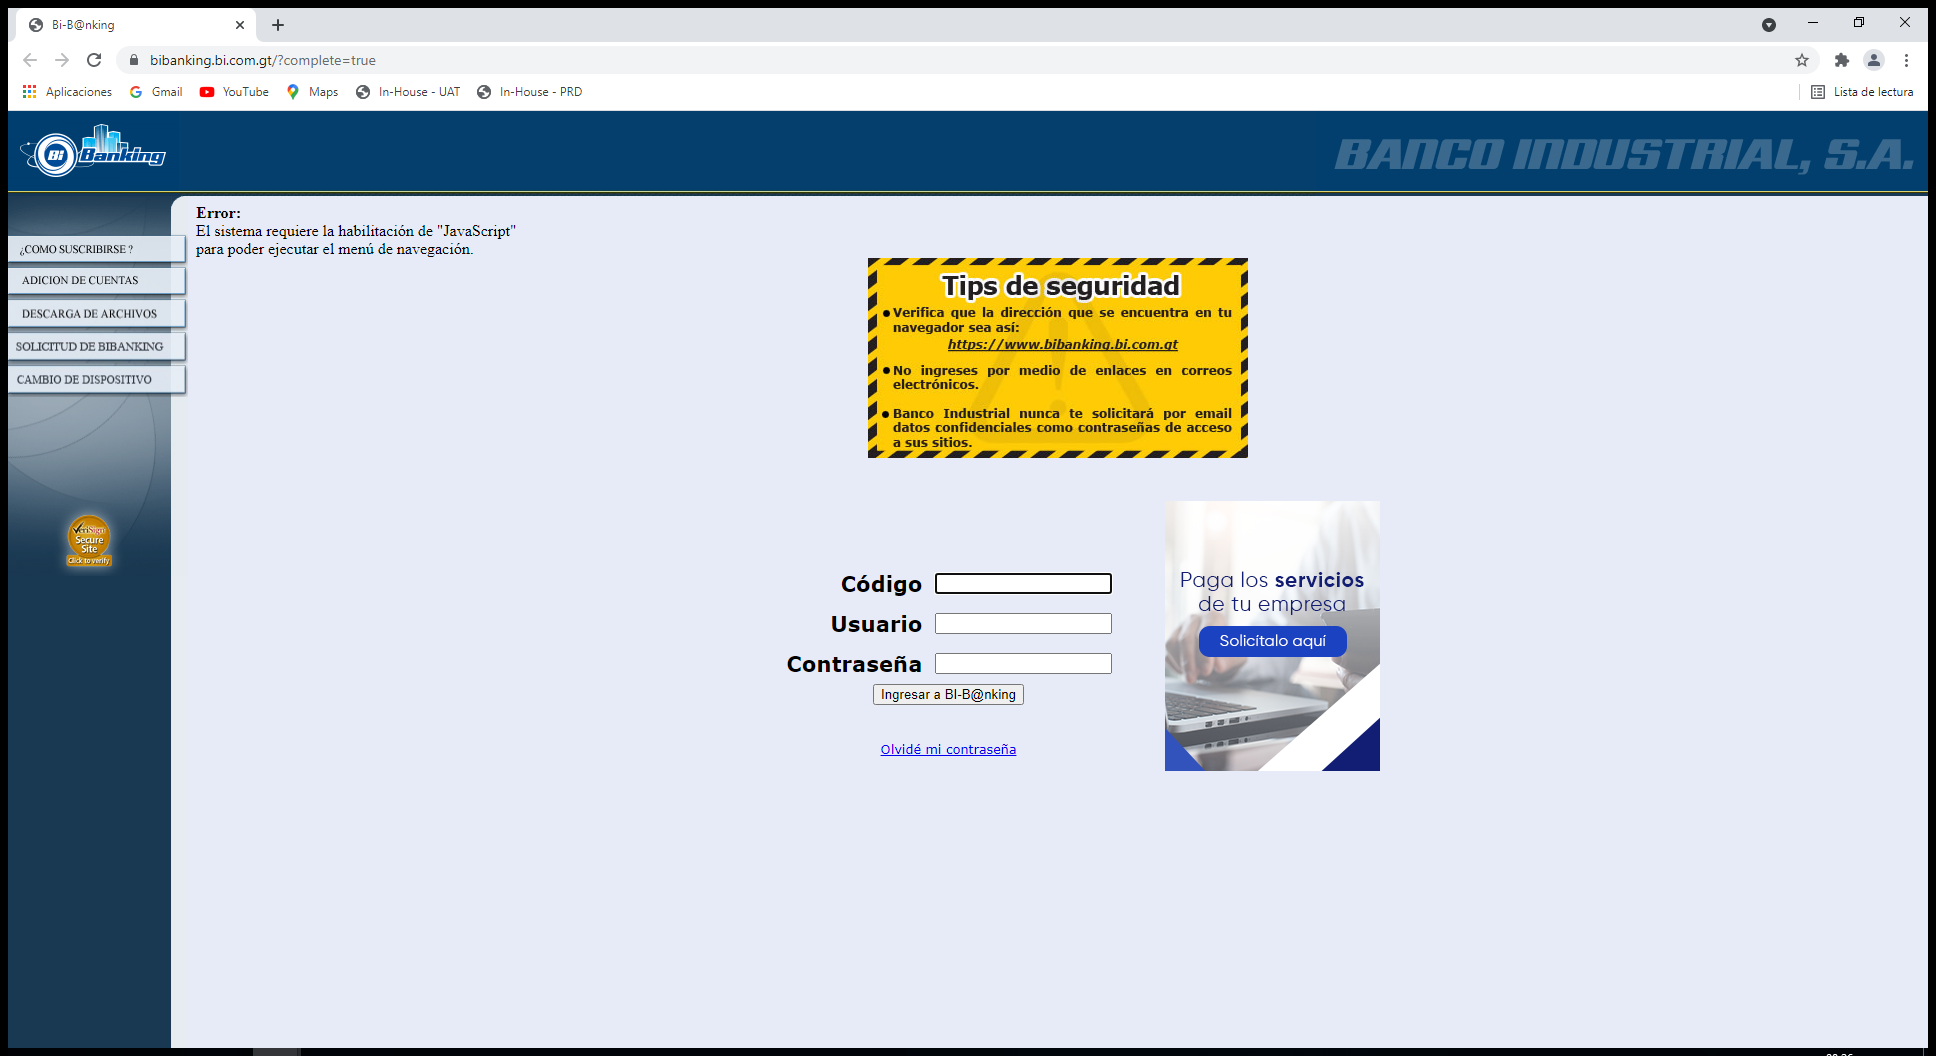 Bi-B@nking
bibanking.bi.com.gt/?complete=true
Aplicaciones Gmail YouTube Maps In-House - UAT In-House - PRD Lista de lectura
Bi Banking
BANCO INDUSTRIAL, S.A.
¿COMO SUSCRIBIRSE ?
ADICION DE CUENTAS
DESCARGA DE ARCHIVOS
SOLICITUD DE BIBANKING
CAMBIO DE DISPOSITIVO
VeriSign
Secure
Site
Click to verify
Error:
El sistema requiere la habilitación de "JavaScript"
para poder ejecutar el menú de navegación.
Tips de seguridad
Verifica que la dirección que se encuentra en tu
navegador sea así:
https://www.bibanking.bi.com.gt
No ingreses por medio de enlaces en correos
electrónicos.
Banco Industrial nunca te solicitará por email
datos confidenciales como contraseñas de acceso
a sus sitios.
Código
Usuario
Contraseña
Ingresar a BI-B@nking
Olvidé mi contraseña
Paga los servicios
de tu empresa
Solicítalo aquí